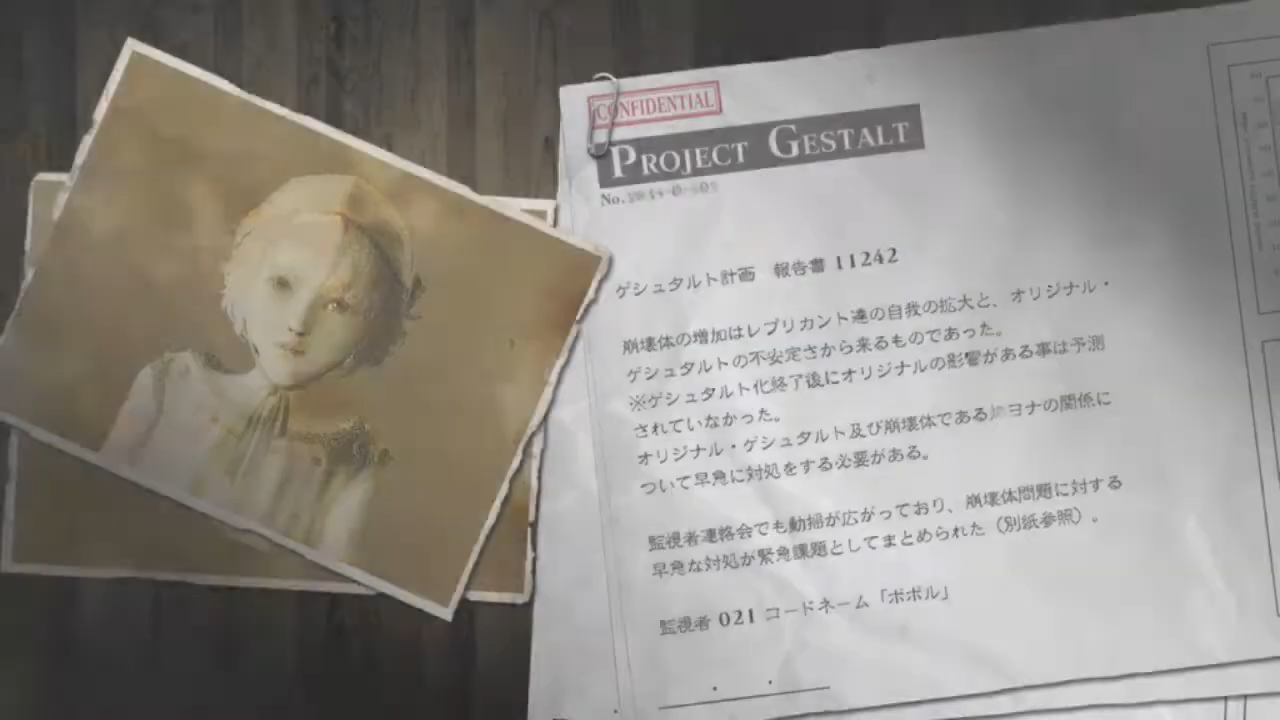 CONFIDENTIAL
PROJECT GESTALT
No.
ゲシュタルト計画 報告書 11242
崩壊体の増加はレプリカント達の自我の拡大と、オリジナル・
ゲシュタルトの不安定さから来るものであった。
※ゲシュタルト化終了後にオリジナルの影響がある事は予測
されていなかった。
オリジナル・ゲシュタルト及び崩壊体であるヨナの関係に
ついて早急に対処をする必要がある。
監視者連絡会でも動揺が広がっており、崩壊体問題に対する
早急な対処が緊急課題としてまとめられた（別紙参照）。
監視者 021 コードネーム「ポポル」